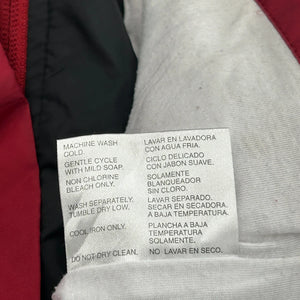 MACHINE WASH
COLD.
GENTLE CYCLE
WITH MILD SOAP.
NON CHLORINE
BLEACH ONLY.
WASH SEPARATELY.
TUMBLE DRY LOW.
COOL IRON ONLY.
DO NOT DRY CLEAN.
LAVAR EN LAVADORA
CON AGUA FRIA.
CICLO DELICADO
CON JABON SUAVE.
SOLAMENTE
BLANQUEADOR
SIN CLORO.
LAVAR SEPARADO.
SECAR EN SECADORA
A BAJA TEMPERATURA.
PLANCHA A BAJA
TEMPERATURA
SOLAMENTE.
NO LAVAR EN SECO.